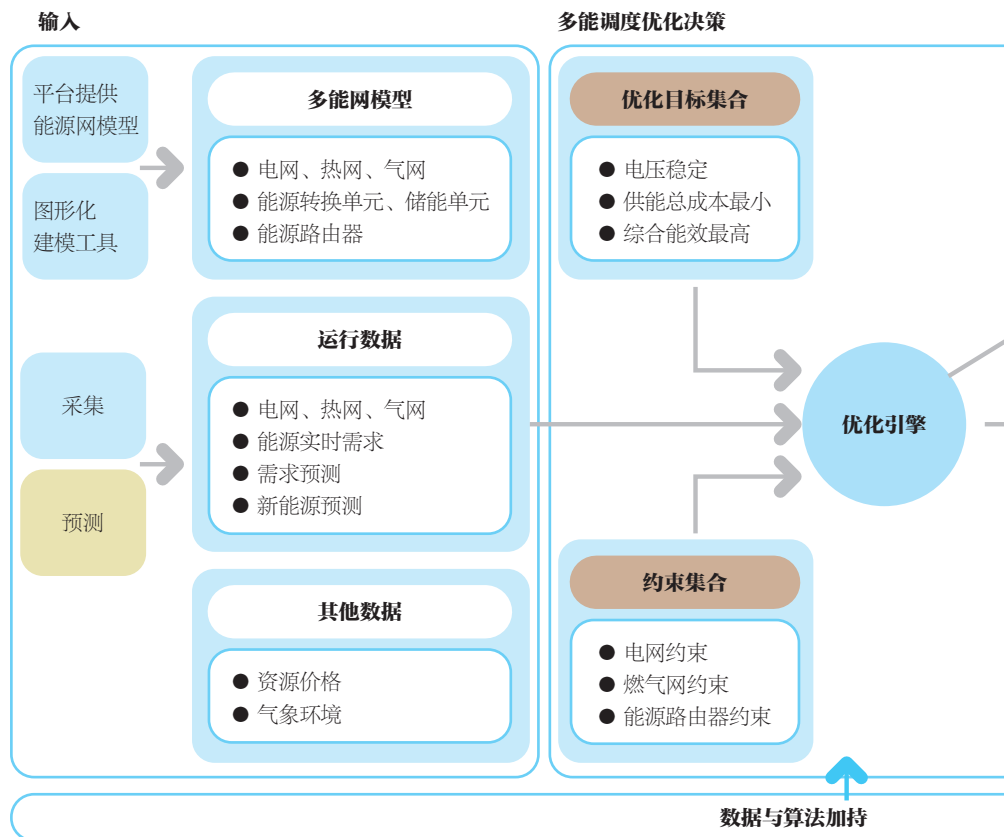 输入
平台提供
能源网模型
图形化
建模工具
多能网模型
● 电网、热网、气网
● 能源转换单元、储能单元
● 能源路由器
采集
预测
运行数据
● 电网、热网、气网
● 能源实时需求
● 需求预测
● 新能源预测
其他数据
● 资源价格
● 气象环境
多能调度优化决策
优化目标集合
● 电压稳定
● 供能总成本最小
● 综合能效最高
优化引擎
约束集合
● 电网约束
● 燃气网约束
● 能源路由器约束
数据与算法加持